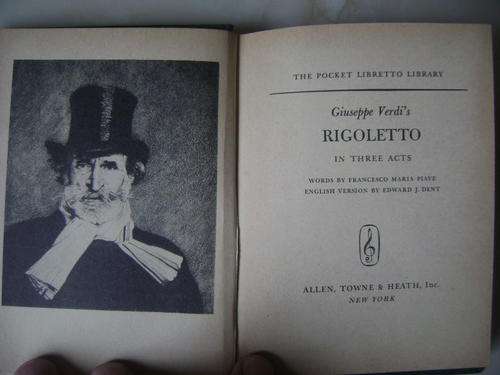 THE POCKET LIBRETTO LIBRARY
Giuseppe Verdi's
RIGOLETTO
IN THREE ACTS
WORDS BY FRANCESCO MARIA PIAVE
ENGLISH VERSION BY EDWARD J. DENT
ALLEN, TOWNE & HEATH, Inc.
NEW YORK